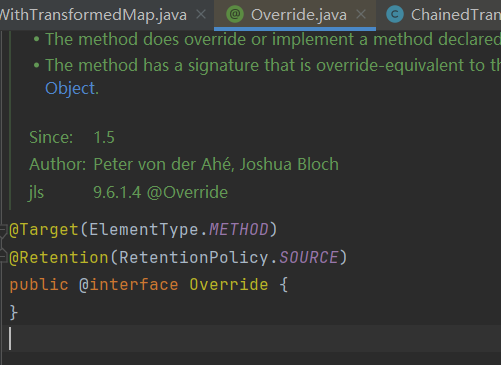 WithTransformedMap.java
Override.java
ChainedTran
• The method does override or implement a method declared
• The method has a signature that is override-equivalent to th
Object.
Since: 1.5
Author: Peter von der Ahé, Joshua Bloch
jls 9.6.1.4 @Override
@Target(ElementType.METHOD)
@Retention(RetentionPolicy.SOURCE)
public @interface Override {
}